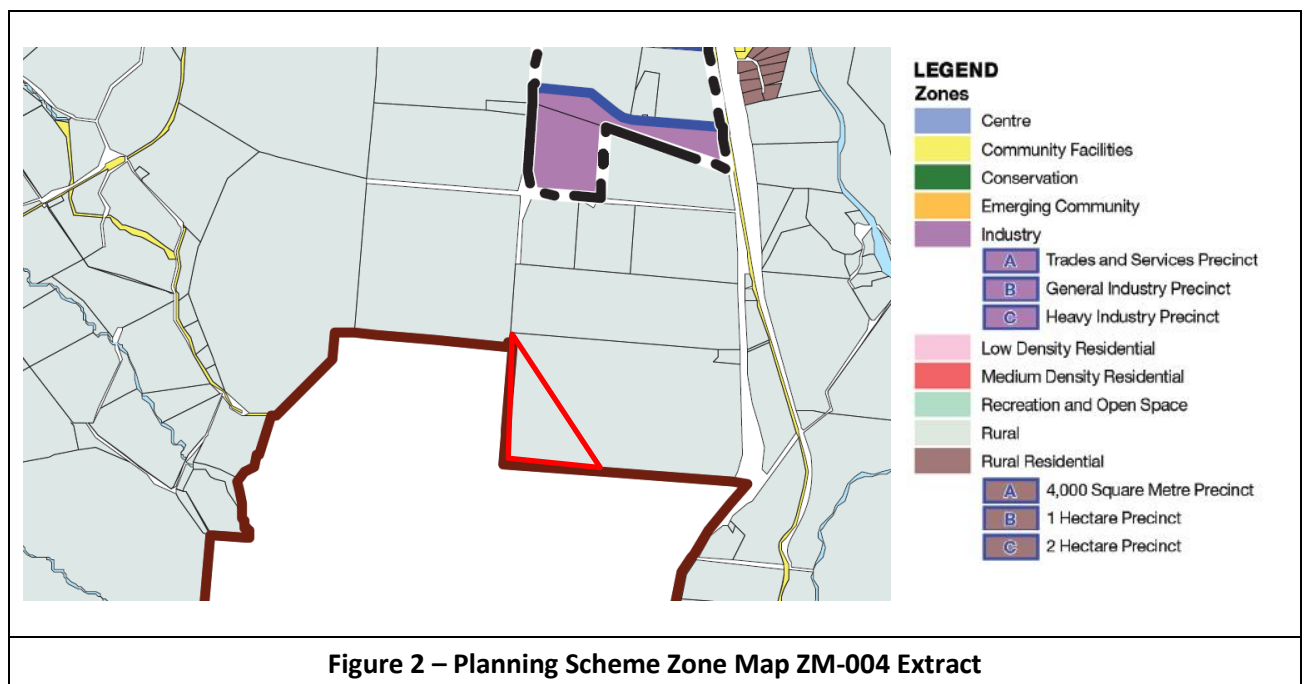 LEGEND
Zones
Centre
Community Facilities
Conservation
Emerging Community
Industry
A Trades and Services Precinct
B General Industry Precinct
C Heavy Industry Precinct
Low Density Residential
Medium Density Residential
Recreation and Open Space
Rural
Rural Residential
A 4,000 Square Metre Precinct
B 1 Hectare Precinct
C 2 Hectare Precinct
Figure 2 – Planning Scheme Zone Map ZM-004 Extract